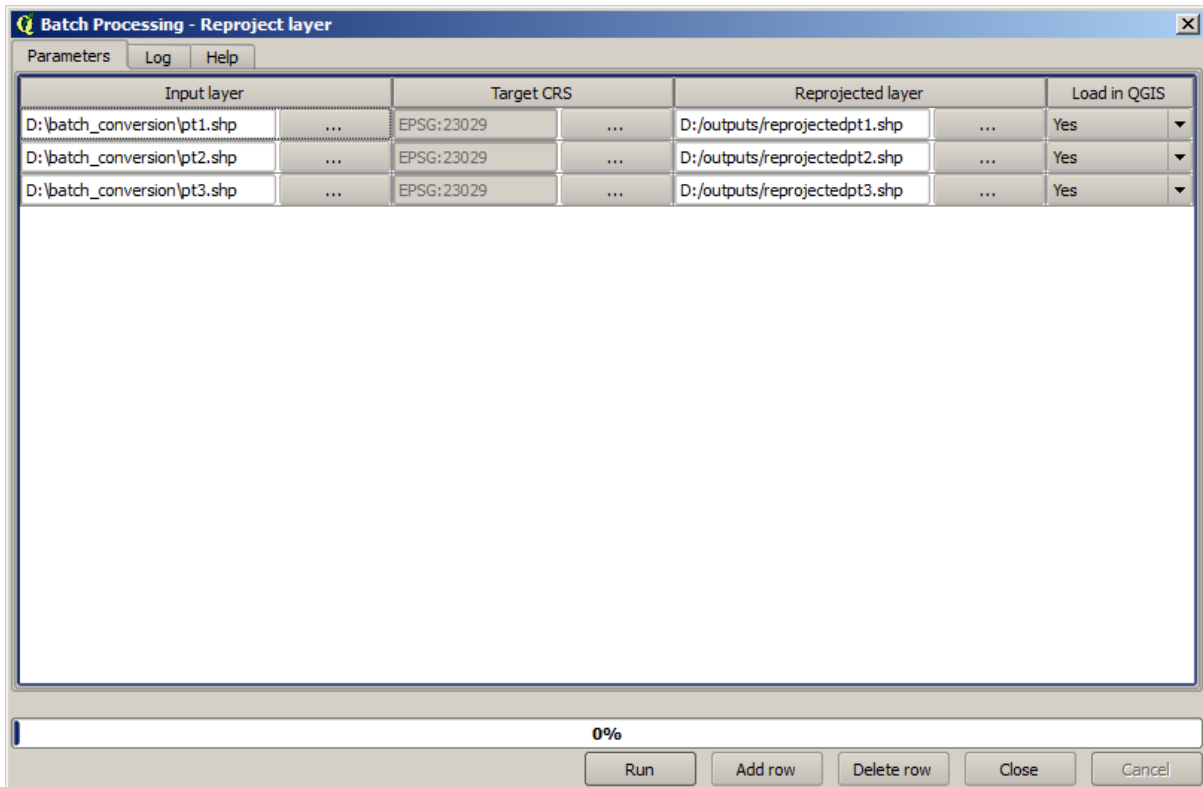 Batch Processing - Reproject layer
Parameters Log Help
Input layer Target CRS Reprojected layer Load in QGIS
D:\batch_conversion\pt1.shp ... EPSG:23029 ... D:/outputs/reprojectedpt1.shp ... Yes
D:\batch_conversion\pt2.shp ... EPSG:23029 ... D:/outputs/reprojectedpt2.shp ... Yes
D:\batch_conversion\pt3.shp ... EPSG:23029 ... D:/outputs/reprojectedpt3.shp ... Yes
0%
Run Add row Delete row Close Cancel